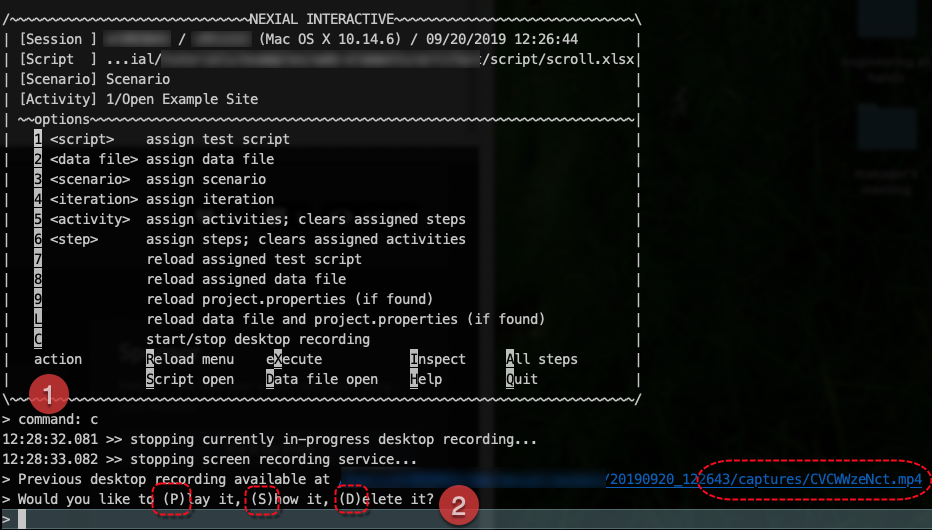 /~~~~~~~~~~~~~~~~~~~~~~~~~~~~~~NEXIAL INTERACTIVE~~~~~~~~~~~~~~~~~~~~~~~~~~~~~~\
| [Session ] / (Mac OS X 10.14.6) / 09/20/2019 12:26:44 |
| [Script  ] ...ial/ /script/scroll.xlsx|
| [Scenario] Scenario |
| [Activity] 1/Open Example Site |
| ~~options~~~~~~~~~~~~~~~~~~~~~~~~~~~~~~~~~~~~~~~~~~~~~~~~~~~~~~~~~~~~~~~~~~~~|
| 1 <script> assign test script |
| 2 <data file> assign data file |
| 3 <scenario> assign scenario |
| 4 <iteration> assign iteration |
| 5 <activity> assign activities; clears assigned steps |
| 6 <step> assign steps; clears assigned activities |
| 7 reload assigned test script |
| 8 reload assigned data file |
| 9 reload project.properties (if found) |
| L reload data file and project.properties (if found) |
| C start/stop desktop recording |
| action Reload menu eXecute Inspect All steps |
| Script open Data file open Help Quit |
1
\~~~~~~~~~~~~~~~~~~~~~~~~~~~~~~~~~~~~~~~~~~~~~~~~~~~~~~~~~~~~~~~~~~~~~~~~~~~~~~/
> command: c
12:28:32.081 >> stopping currently in-progress desktop recording...
12:28:33.082 >> stopping screen recording service...
> Previous desktop recording available at /20190920_122643/captures/CVCWWzeNct.mp4
> Would you like to (P)lay it, (S)how it, (D)elete it? 2
>